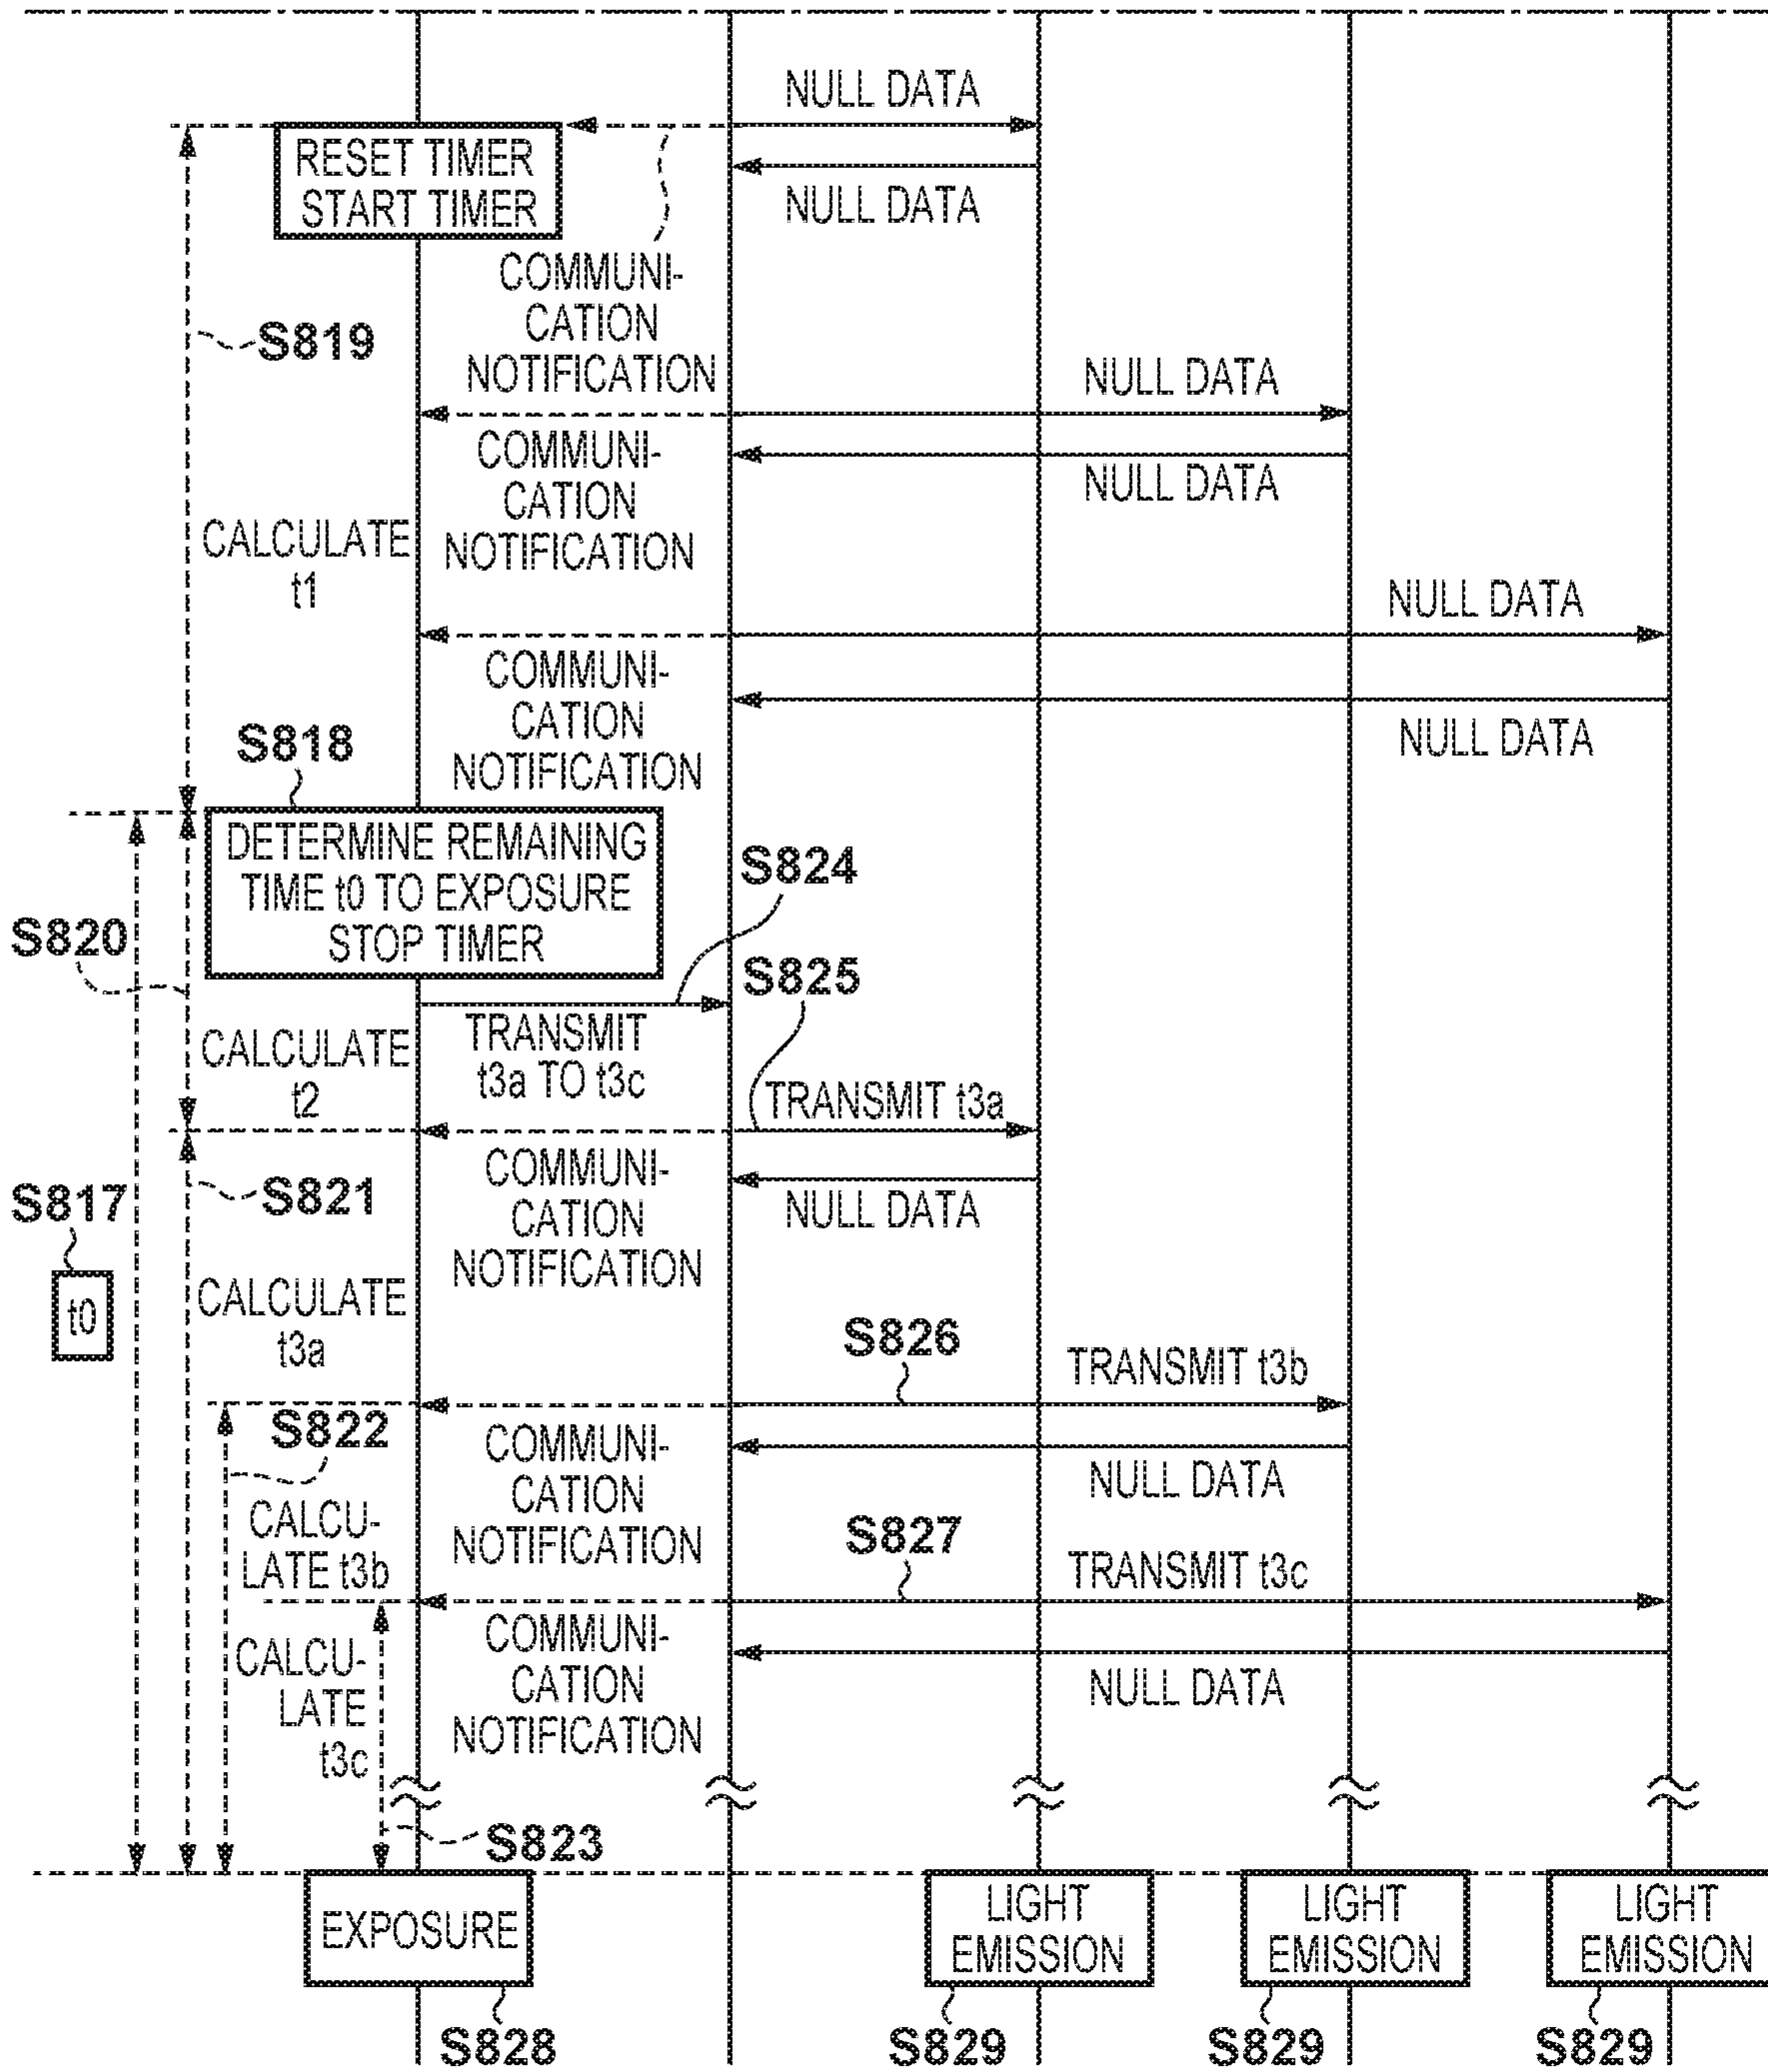 NULL DATA
RESET TIMER
START TIMER
NULL DATA
COMMUNI-
CATION
NOTIFICATION
S819
NULL DATA
COMMUNI-
CATION
NOTIFICATION
NULL DATA
CALCULATE
t1
NULL DATA
COMMUNI-
CATION
NOTIFICATION
NULL DATA
S818
DETERMINE REMAINING
TIME t0 TO EXPOSURE
STOP TIMER
S824
S820
S825
TRANSMIT
t3a TO t3c
CALCULATE
t2
TRANSMIT t3a
COMMUNI-
CATION
NOTIFICATION
NULL DATA
S821
S817
t0
CALCULATE
t3a
S826
TRANSMIT t3b
S822
COMMUNI-
CATION
NOTIFICATION
NULL DATA
CALCU-
LATE t3b
S827
TRANSMIT t3c
COMMUNI-
CATION
NOTIFICATION
NULL DATA
CALCU-
LATE
t3c
S823
EXPOSURE
LIGHT
EMISSION
LIGHT
EMISSION
LIGHT
EMISSION
S828
S829
S829
S829